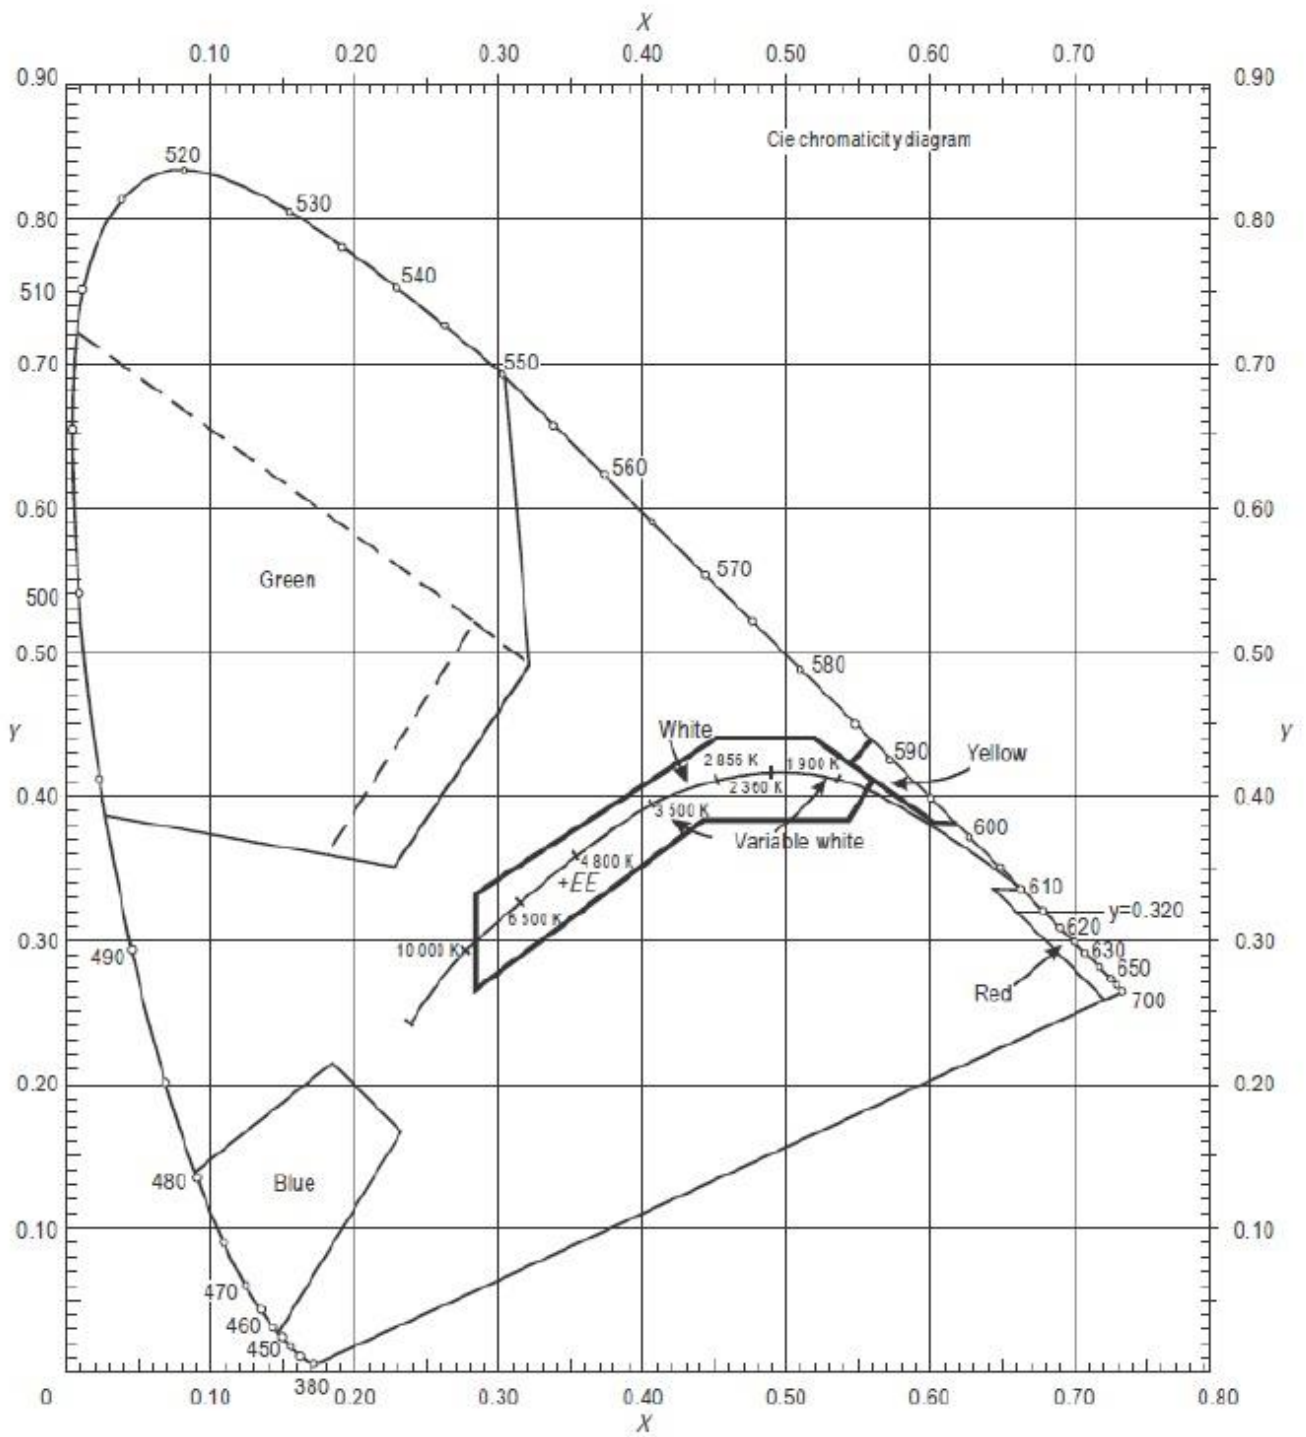 X
0.10 0.20 0.30 0.40 0.50 0.60 0.70
0.90 0.90
Cie chromaticity diagram
520
530
0.80 0.80
540
510
550
0.70 0.70
560
0.60 0.60
570
Green
500
0.50 580 0.50
Y White 590 Yellow Y
2 856 K 1 900 K
2 360 K
0.40 3 500 K 0.40
600
Variable white
4 800 K
+EE 610
6 500 K y=0.320
620
0.30 10 000 K 630 0.30
490 650
Red 700
0.20 0.20
480 Blue
0.10 0.10
470
460
450
380
0 0.10 0.20 0.30 0.40 0.50 0.60 0.70 0.80
X